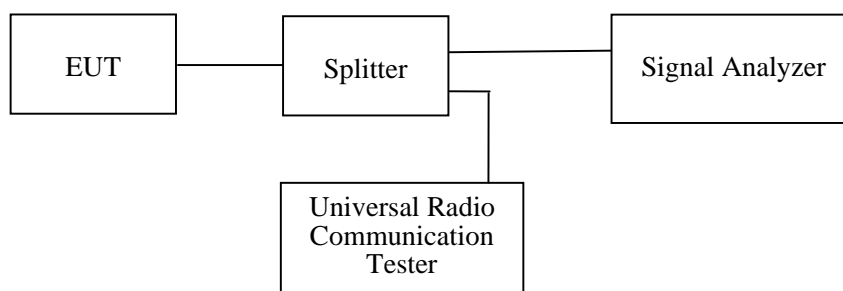 EUT
Splitter
Signal Analyzer
Universal Radio
Communication
Tester